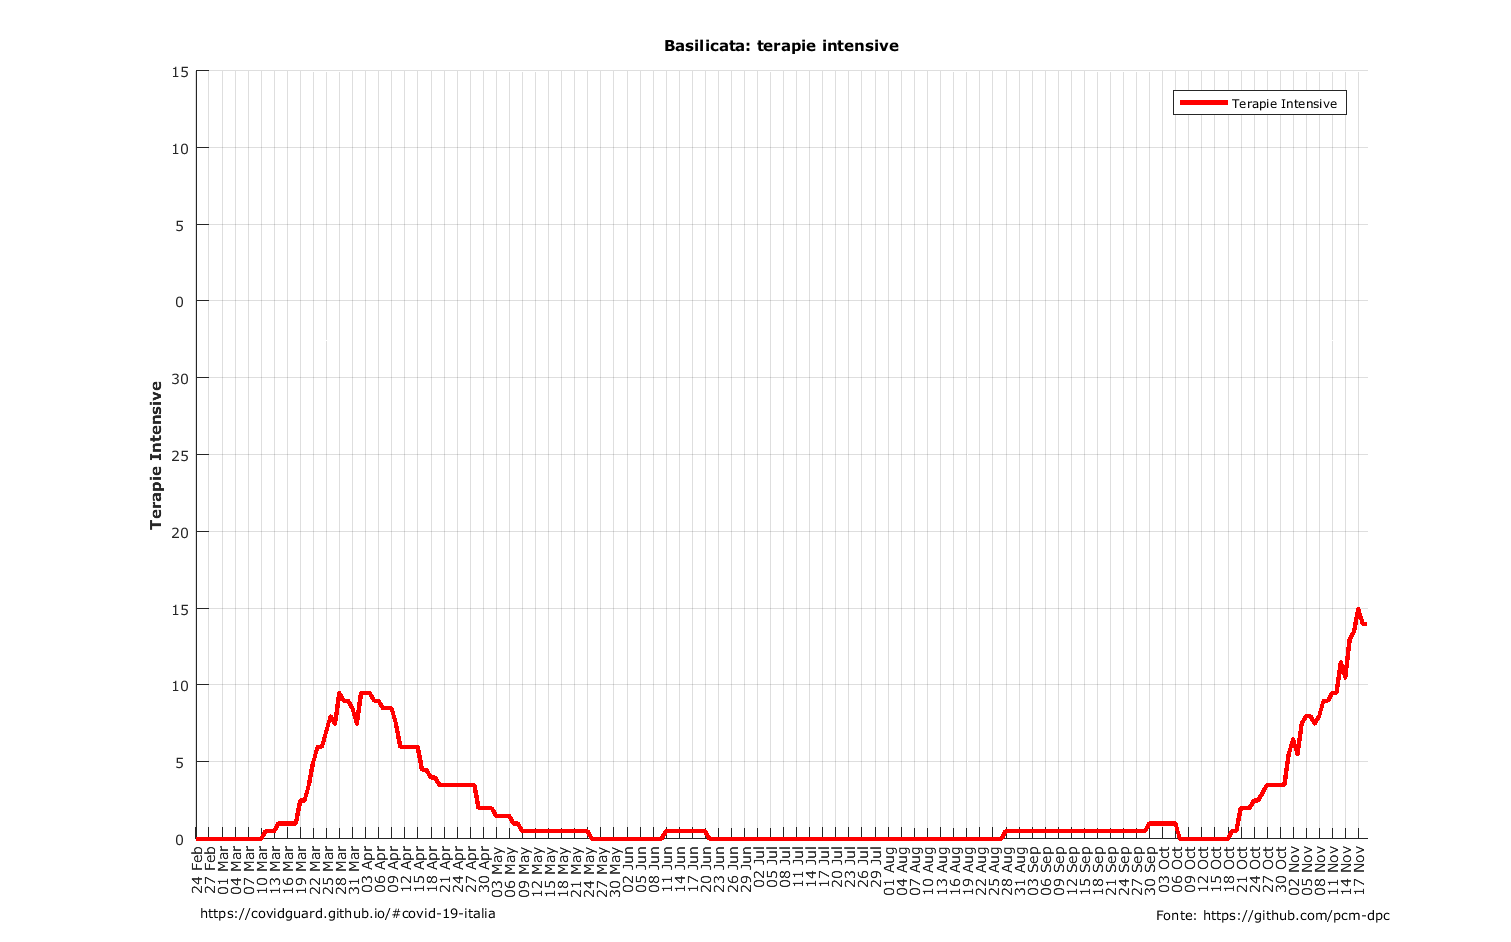 Basilicata: terapie intensive
Terapie Intensive
15
10
5
0
30
25
20
15
10
5
0
Terapie Intensive
24 Feb
27 Feb
01 Mar
04 Mar
07 Mar
10 Mar
13 Mar
16 Mar
19 Mar
22 Mar
25 Mar
28 Mar
31 Mar
03 Apr
06 Apr
09 Apr
12 Apr
15 Apr
18 Apr
21 Apr
24 Apr
27 Apr
30 Apr
03 May
06 May
09 May
12 May
15 May
18 May
21 May
24 May
27 May
30 May
02 Jun
05 Jun
08 Jun
11 Jun
14 Jun
17 Jun
20 Jun
23 Jun
26 Jun
29 Jun
02 Jul
05 Jul
08 Jul
11 Jul
14 Jul
17 Jul
20 Jul
23 Jul
26 Jul
29 Jul
01 Aug
04 Aug
07 Aug
10 Aug
13 Aug
16 Aug
19 Aug
22 Aug
25 Aug
28 Aug
31 Aug
03 Sep
06 Sep
09 Sep
12 Sep
15 Sep
18 Sep
21 Sep
24 Sep
27 Sep
30 Sep
03 Oct
06 Oct
09 Oct
12 Oct
15 Oct
18 Oct
21 Oct
24 Oct
27 Oct
30 Oct
02 Nov
05 Nov
08 Nov
11 Nov
14 Nov
17 Nov
https://covidguard.github.io/#covid-19-italia
Fonte: https://github.com/pcm-dpc